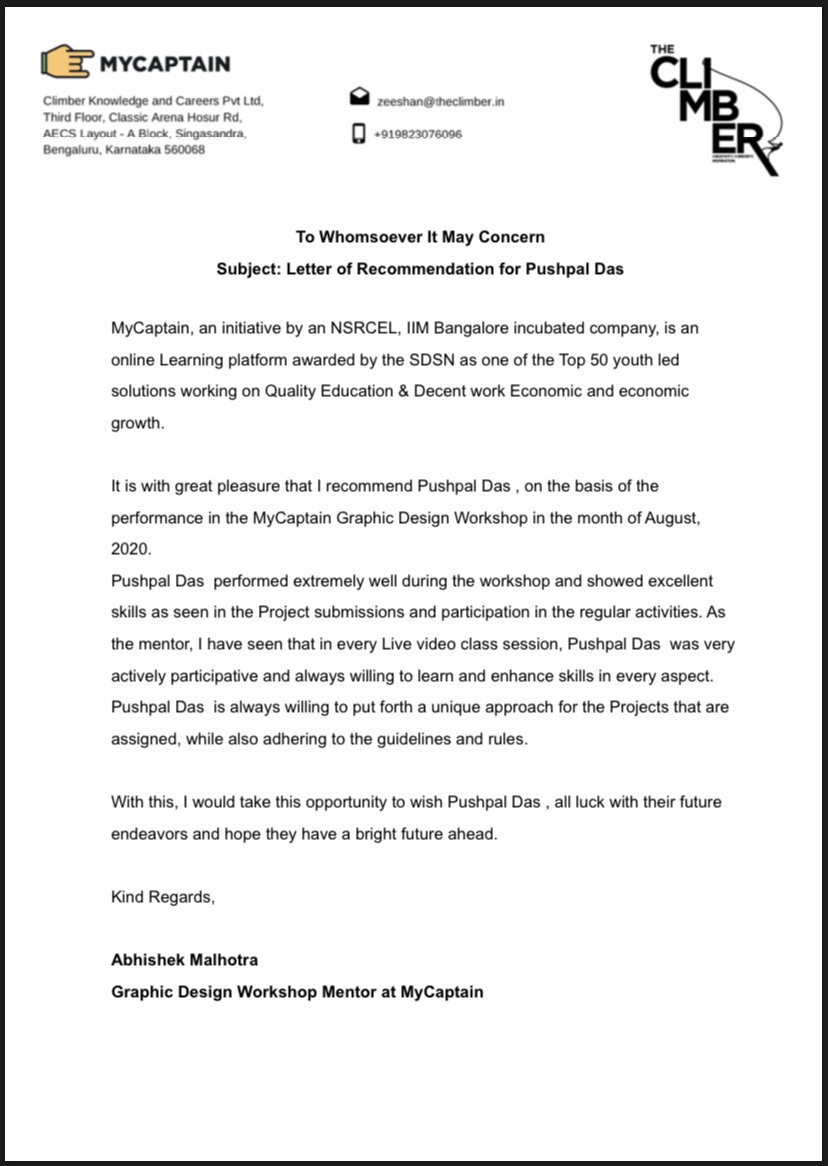 MYCAPTAIN
Climber Knowledge and Careers Pvt Ltd,
Third Floor, Classic Arena Hosur Rd,
AECS Layout - A Block, Singasandra,
Bengaluru, Karnataka 560068
zeeshan@theclimber.in
+919823076096
THE
CLI
MB
ER
To Whomsoever It May Concern
Subject: Letter of Recommendation for Pushpal Das
MyCaptain, an initiative by an NSRCEL, IIM Bangalore incubated company, is an
online Learning platform awarded by the SDSN as one of the Top 50 youth led
solutions working on Quality Education & Decent work Economic and economic
growth.
It is with great pleasure that I recommend Pushpal Das , on the basis of the
performance in the MyCaptain Graphic Design Workshop in the month of August,
2020.
Pushpal Das  performed extremely well during the workshop and showed excellent
skills as seen in the Project submissions and participation in the regular activities. As
the mentor, I have seen that in every Live video class session, Pushpal Das  was very
actively participative and always willing to learn and enhance skills in every aspect.
Pushpal Das  is always willing to put forth a unique approach for the Projects that are
assigned, while also adhering to the guidelines and rules.
With this, I would take this opportunity to wish Pushpal Das , all luck with their future
endeavors and hope they have a bright future ahead.
Kind Regards,
Abhishek Malhotra
Graphic Design Workshop Mentor at MyCaptain